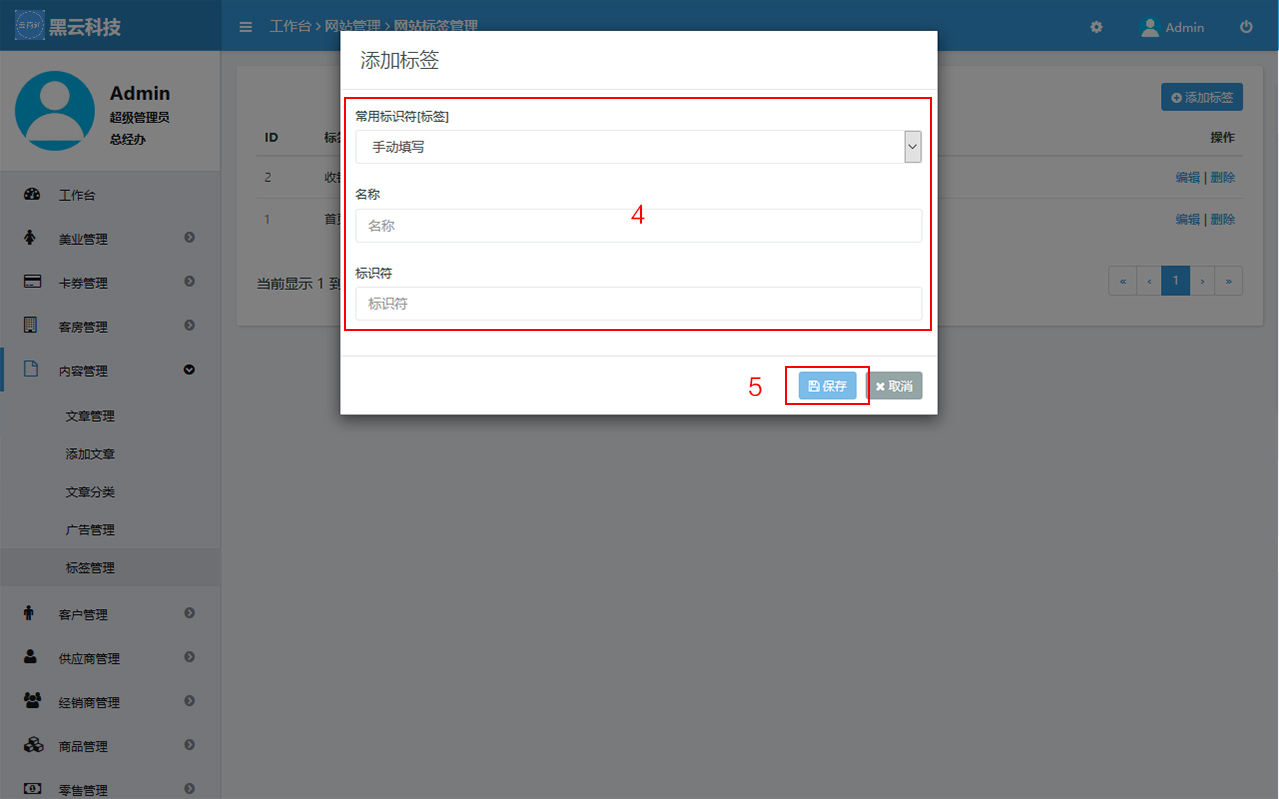 黑云科技
工作台 > 网站管理 > 网站标签管理
Admin
Admin
超级管理员
总经办
工作台
美业管理
卡券管理
客房管理
内容管理
文章管理
添加文章
文章分类
广告管理
标签管理
客户管理
供应商管理
经销商管理
商品管理
零售管理
添加标签
ID
操作
2
编辑 | 删除
1
编辑 | 删除
当前显示 1 到
« ‹ 1 › »
添加标签
常用标识符[标签]
手动填写
名称
名称
4
标识符
标识符
5
保存
取消